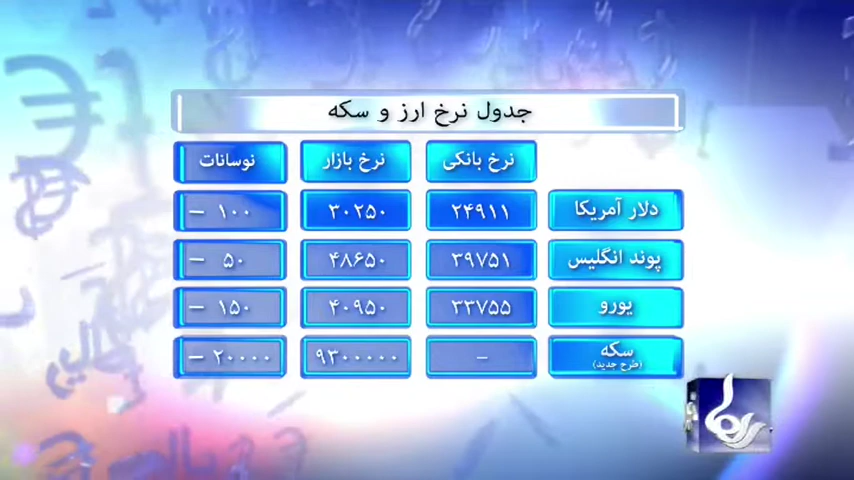 جدول نرخ ارز و سکه
نرخ بانکی نرخ بازار نوسانات
دلار آمریکا ۲۴۹۱۱ ۳۰۲۵۰ ۱۰۰ –
پوند انگلیس ۳۹۷۵۱ ۴۸۶۵۰ ۵۰ –
یورو ۳۳۷۵۵ ۴۰۹۵۰ ۱۵۰ –
سکه – ۹۳۰۰۰۰۰ ۲۰۰۰۰ –
(طرح جدید)